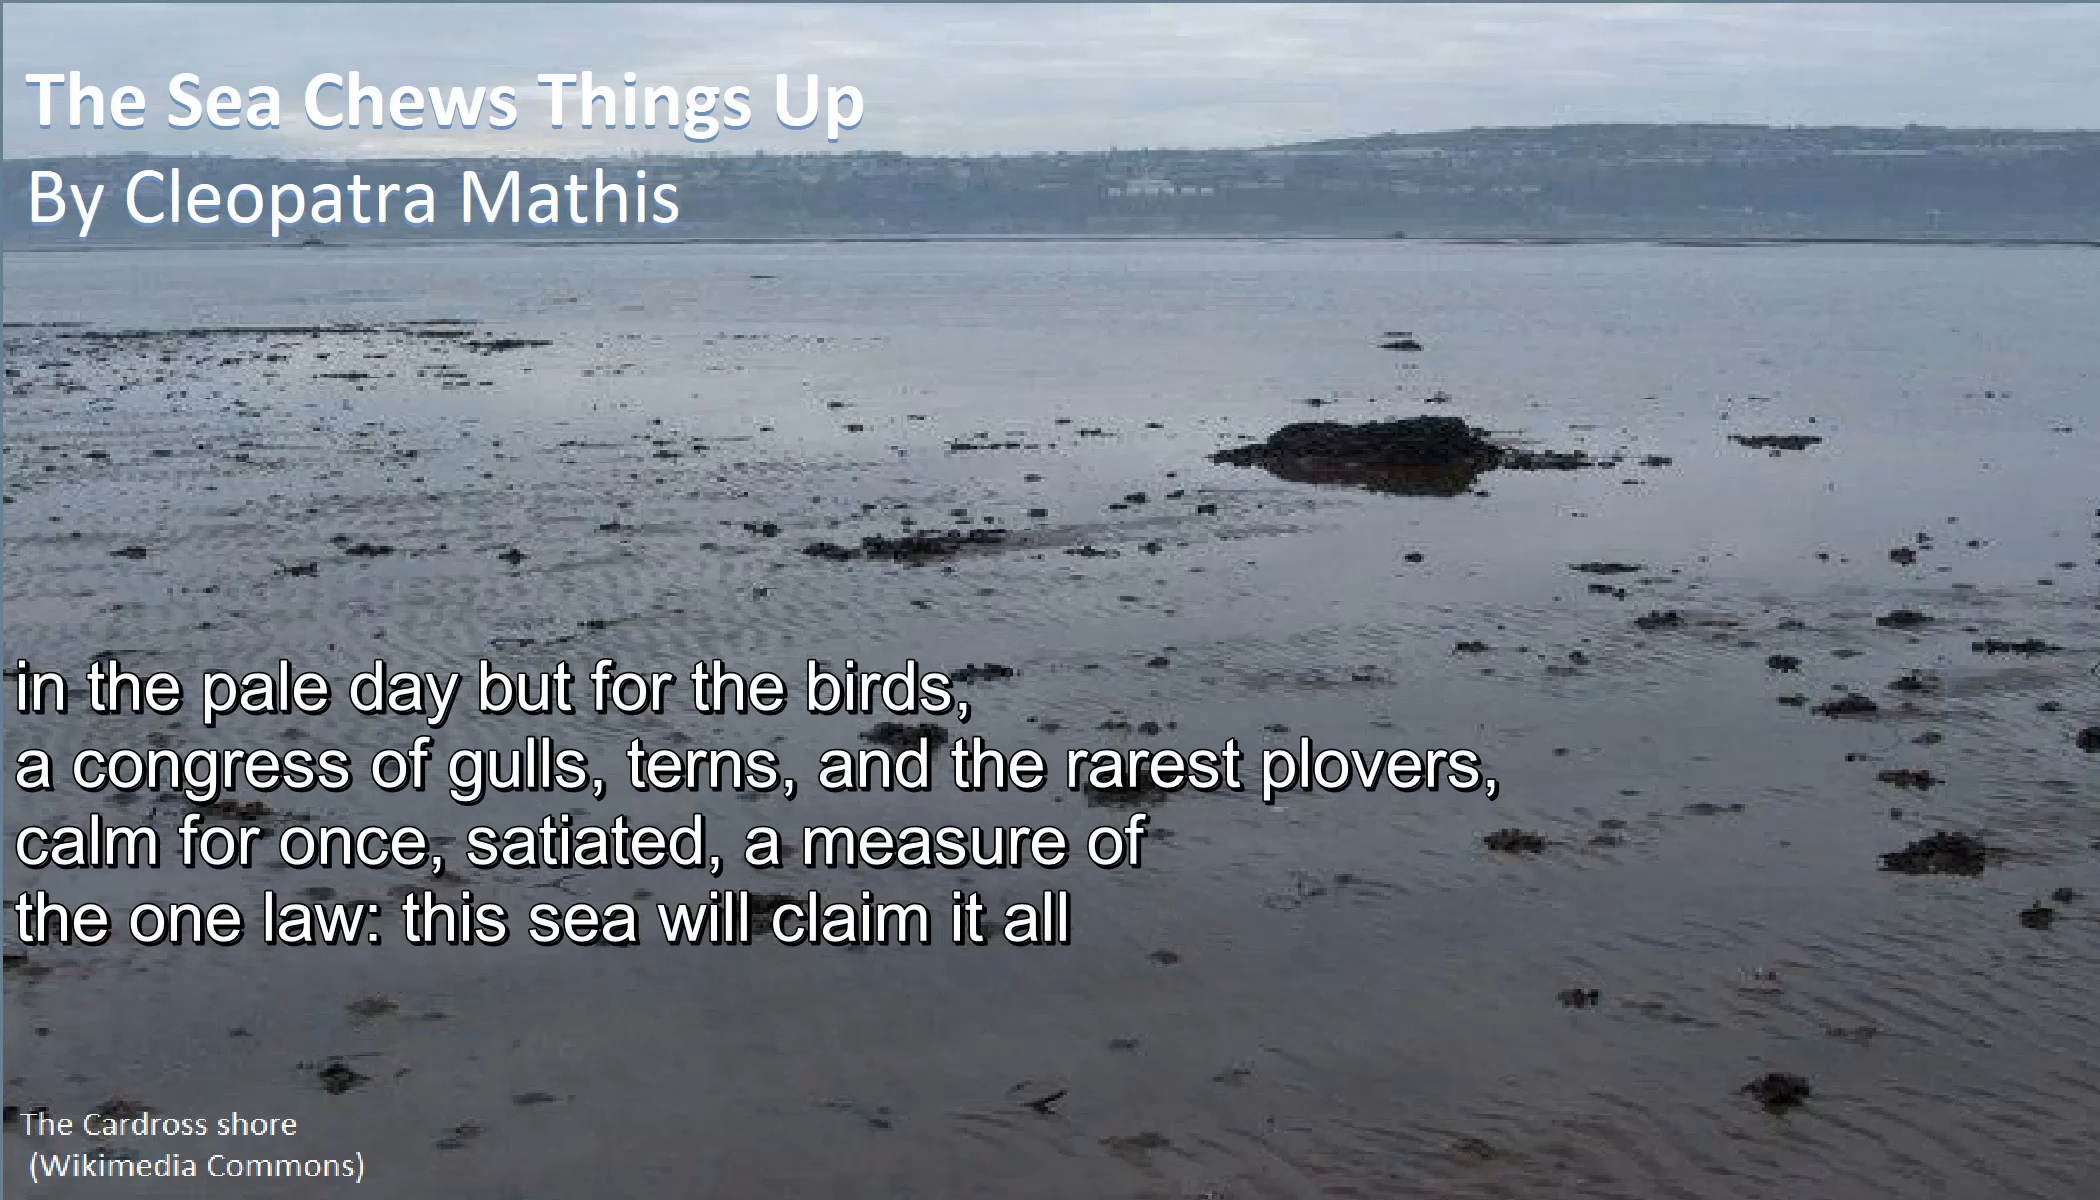 The Sea Chews Things Up
By Cleopatra Mathis
in the pale day but for the birds,
a congress of gulls, terns, and the rarest plovers,
calm for once, satiated, a measure of
the one law: this sea will claim it all
The Cardross shore
(Wikimedia Commons)